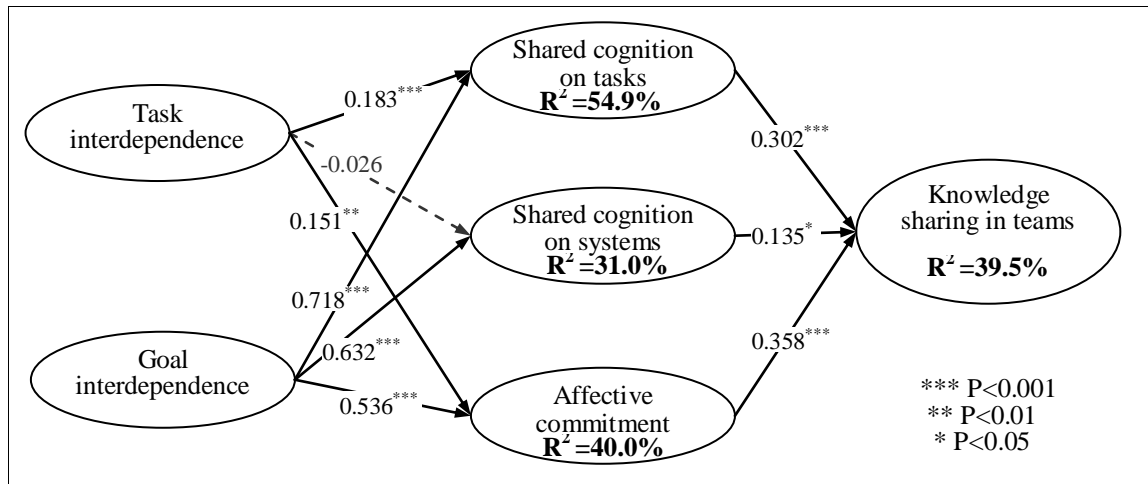 Task
interdependence
Goal
interdependence
0.183***
-0.026
0.151**
0.718***
0.632***
0.536***
Shared cognition
on tasks
R² =54.9%
Shared cognition
on systems
R² =31.0%
Affective
commitment
R² =40.0%
0.302***
0.135*
0.358***
Knowledge
sharing in teams
R² =39.5%
*** P<0.001
** P<0.01
* P<0.05